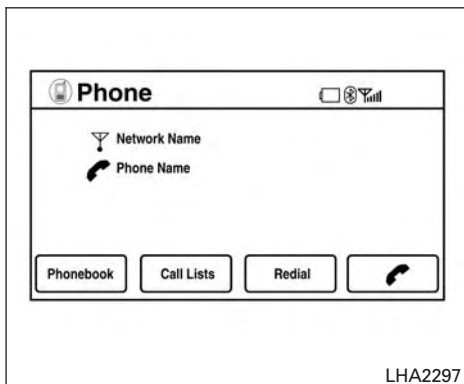 Phone
Network Name
Phone Name
Phonebook Call Lists Redial
LHA2297